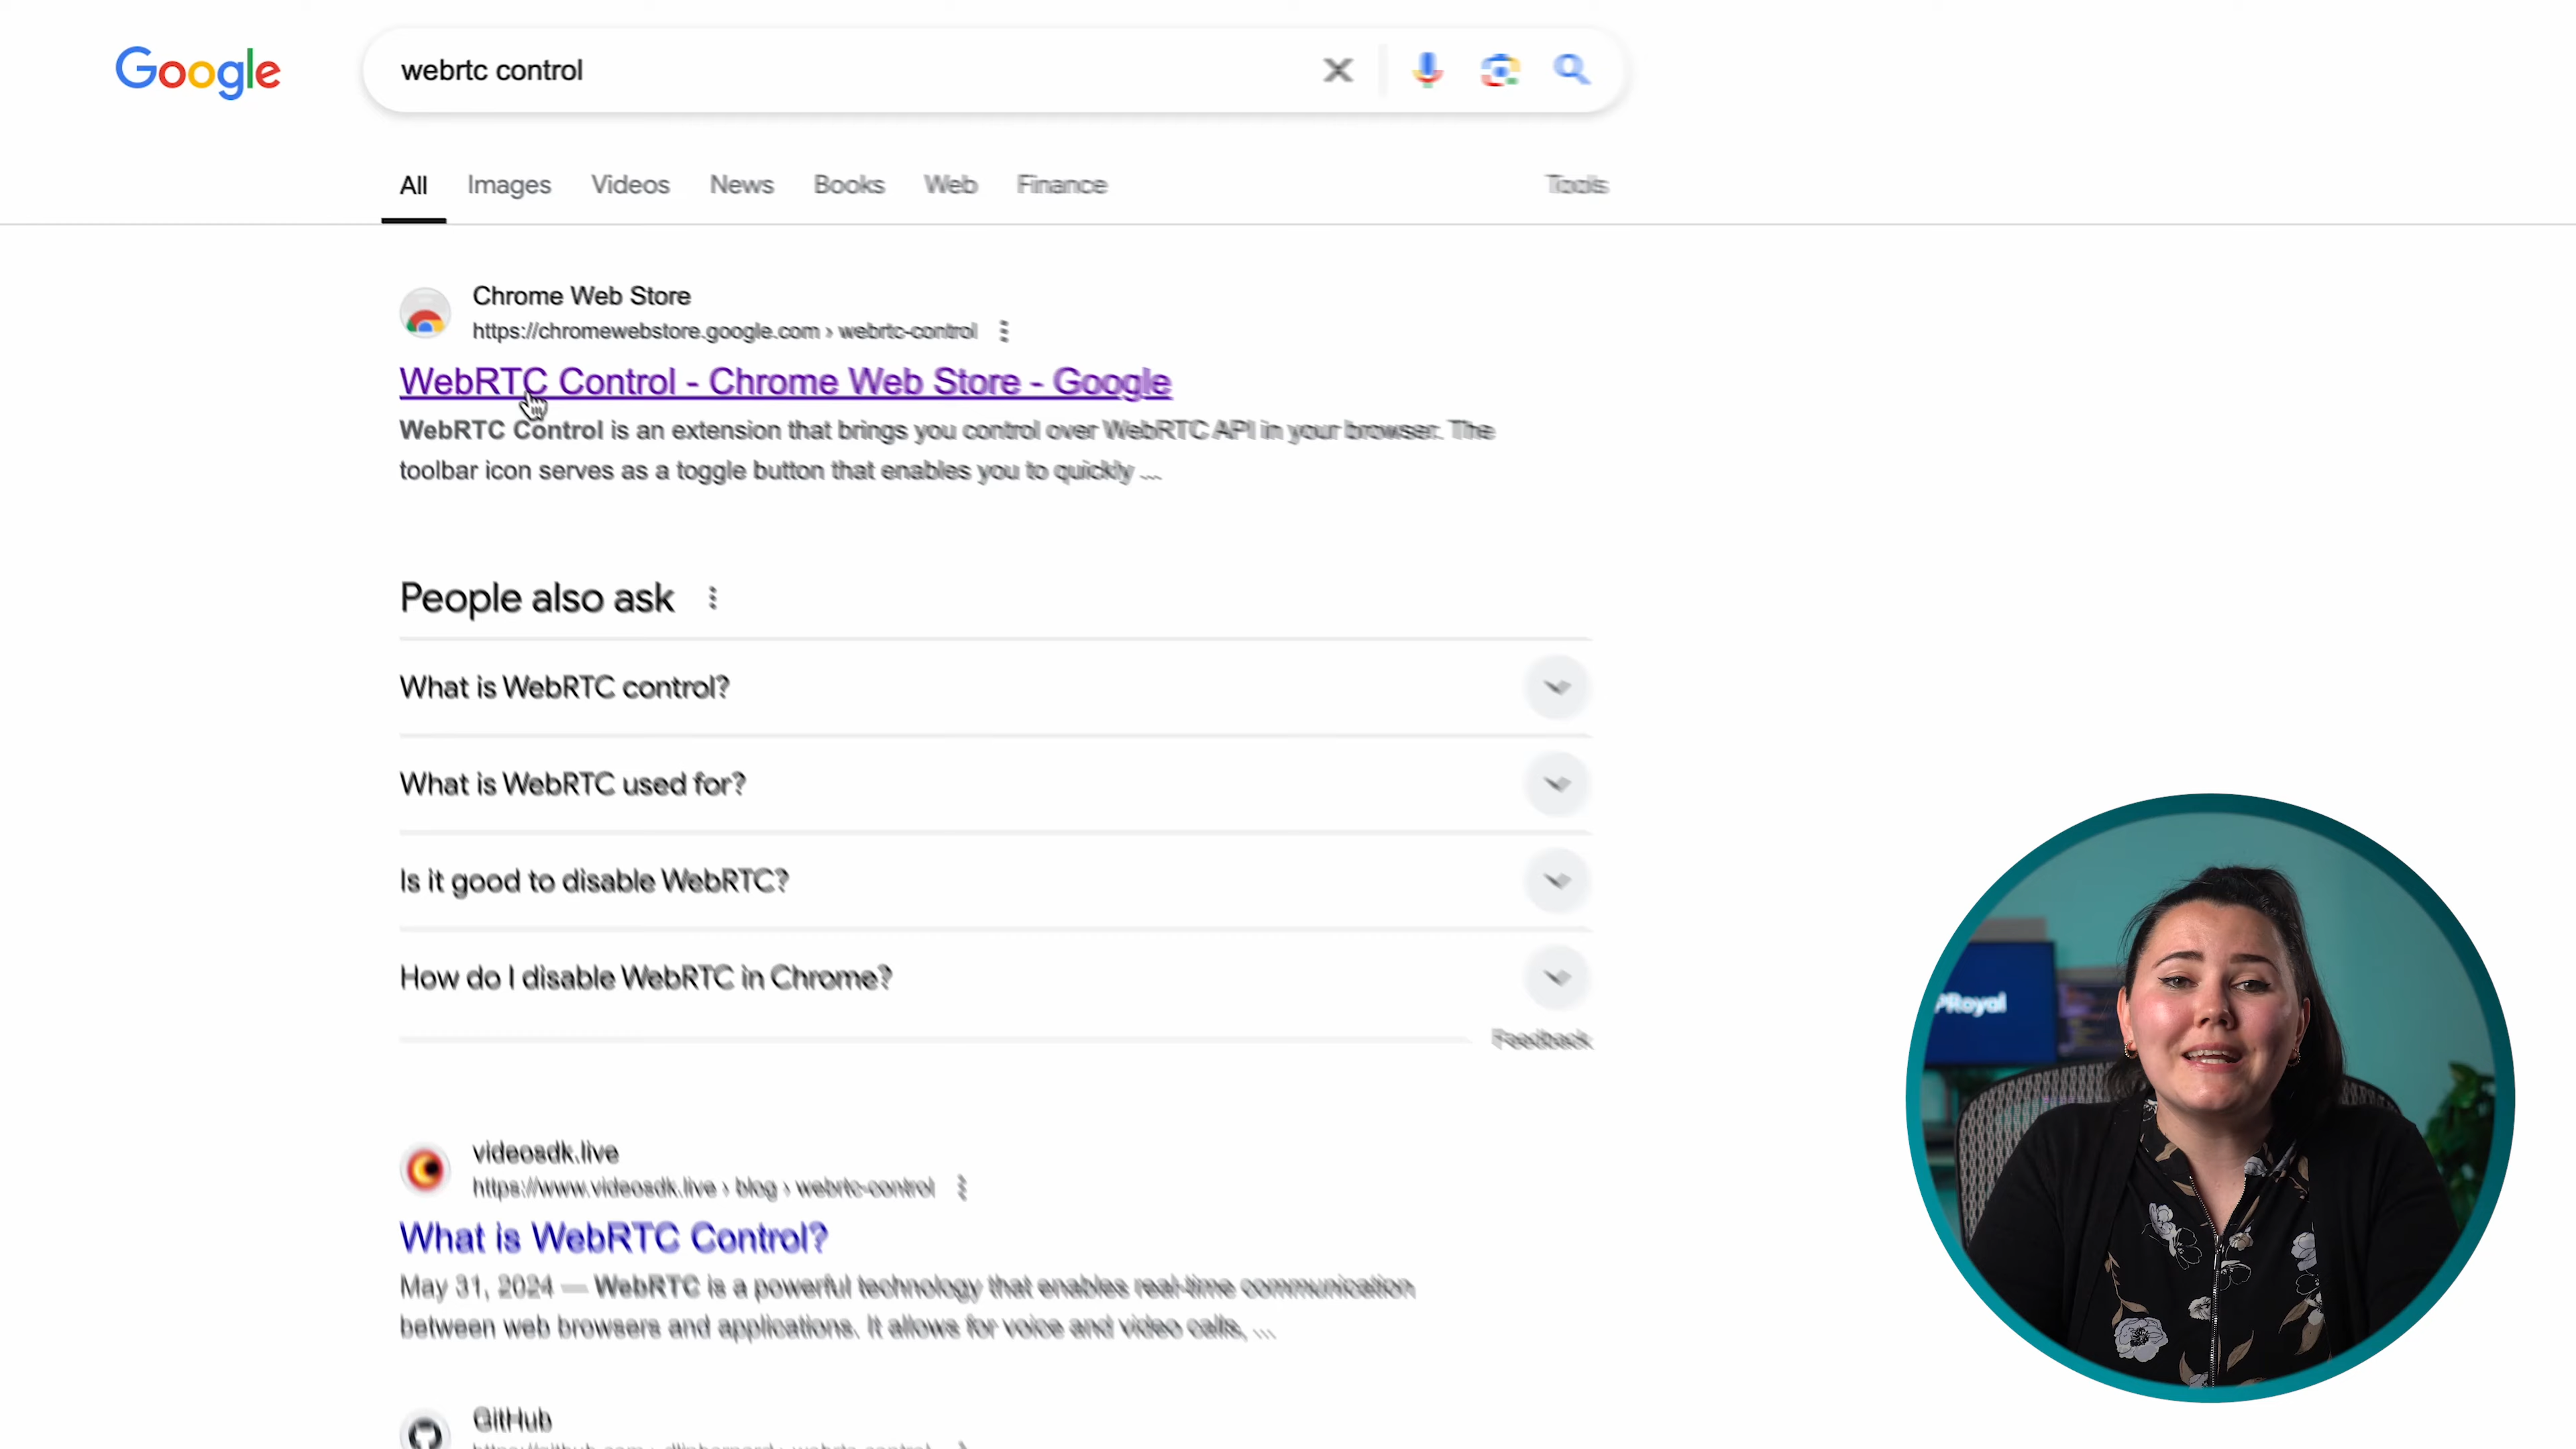 Google
webrtc control
All Images Videos News Books Web Finance Tools
Chrome Web Store
https://chromewebstore.google.com › webrtc-control
WebRTC Control - Chrome Web Store - Google
WebRTC Control is an extension that brings you control over WebRTC API in your browser. The
toolbar icon serves as a toggle button that enables you to quickly ...
People also ask
What is WebRTC control?
What is WebRTC used for?
Is it good to disable WebRTC?
How do I disable WebRTC in Chrome?
Feedback
videosdk.live
https://www.videosdk.live › blog › webrtc-control
What is WebRTC Control?
May 31, 2024 — WebRTC is a powerful technology that enables real-time communication
between web browsers and applications. It allows for voice and video calls, ...
PRoyal
GitHub